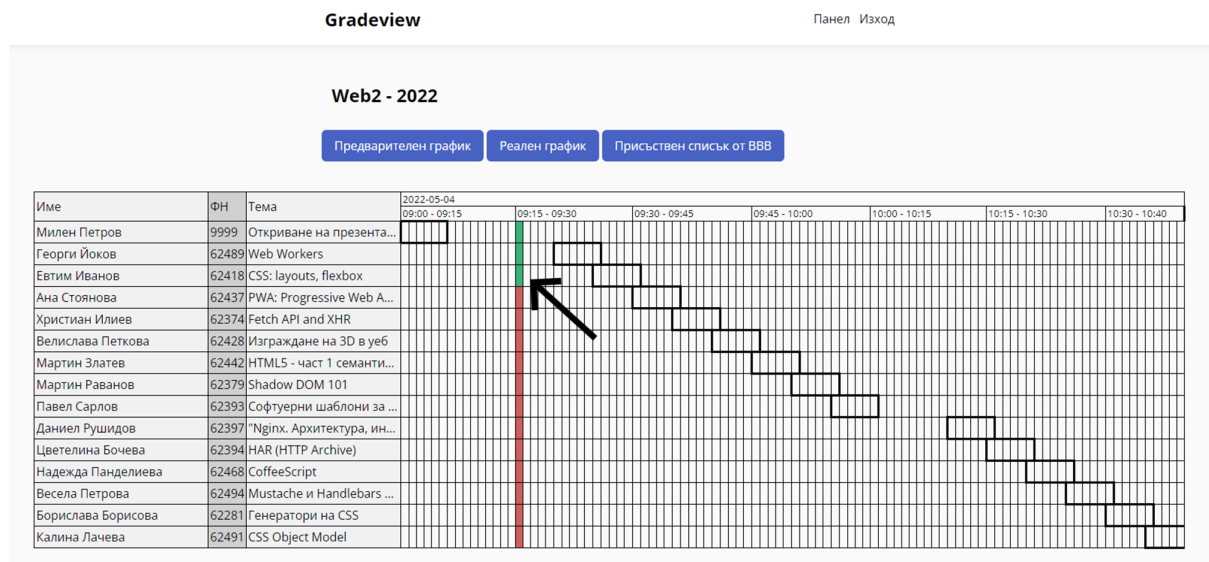 Gradeview
Панел Изход
Web2 - 2022
Предварителен график Реален график Присъствен списък от BBB
Име ФН Тема 2022-05-04
09:00 - 09:15 09:15 - 09:30 09:30 - 09:45 09:45 - 10:00 10:00 - 10:15 10:15 - 10:30 10:30 - 10:40
Милен Петров 9999 Откриване на презента...
Георги Йоков 62489 Web Workers
Евтим Иванов 62418 CSS: layouts, flexbox
Ана Стоянова 62437 PWA: Progressive Web A...
Христиан Илиев 62374 Fetch API and XHR
Велислава Петкова 62428 Изграждане на 3D в уеб
Мартин Златев 62442 HTML5 - част 1 семанти...
Мартин Раванов 62379 Shadow DOM 101
Павел Сарлов 62393 Софтуерни шаблони за ...
Даниел Рушидов 62397 "Nginx. Архитектура, ин...
Цветелина Бочева 62394 HAR (HTTP Archive)
Надежда Панделиева 62468 CoffeeScript
Весела Петрова 62494 Mustache и Handlebars ...
Борислава Борисова 62281 Генератори на CSS
Калина Лачева 62491 CSS Object Model